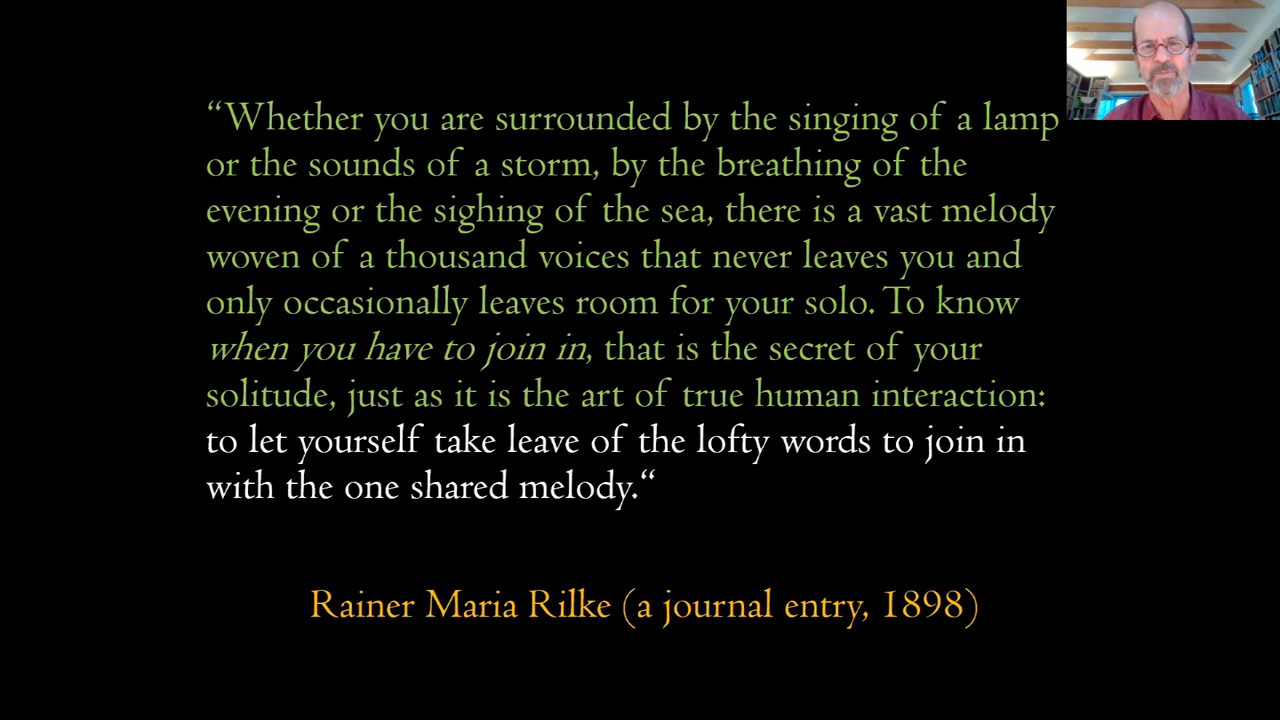 “Whether you are surrounded by the singing of a lamp
or the sounds of a storm, by the breathing of the
evening or the sighing of the sea, there is a vast melody
woven of a thousand voices that never leaves you and
only occasionally leaves room for your solo. To know
when you have to join in, that is the secret of your
solitude, just as it is the art of true human interaction:
to let yourself take leave of the lofty words to join in
with the one shared melody.“
Rainer Maria Rilke (a journal entry, 1898)